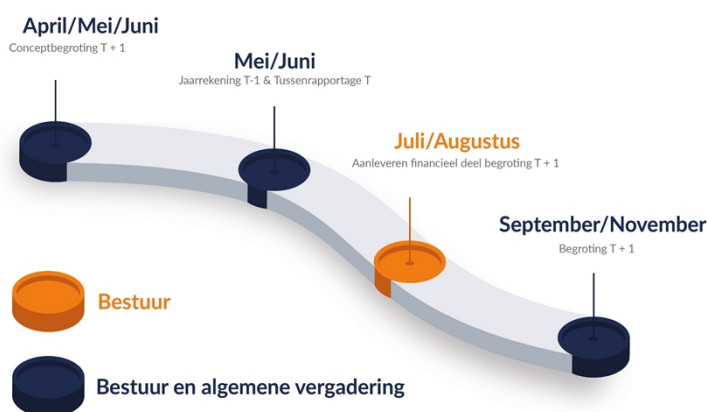 April/Mei/Juni
Conceptbegroting T + 1
Mei/Juni
Jaarrekening T-1 & Tussenrapportage T
Juli/Augustus
Aanleveren financieel deel begroting T + 1
September/November
Begroting T + 1
Bestuur
Bestuur en algemene vergadering